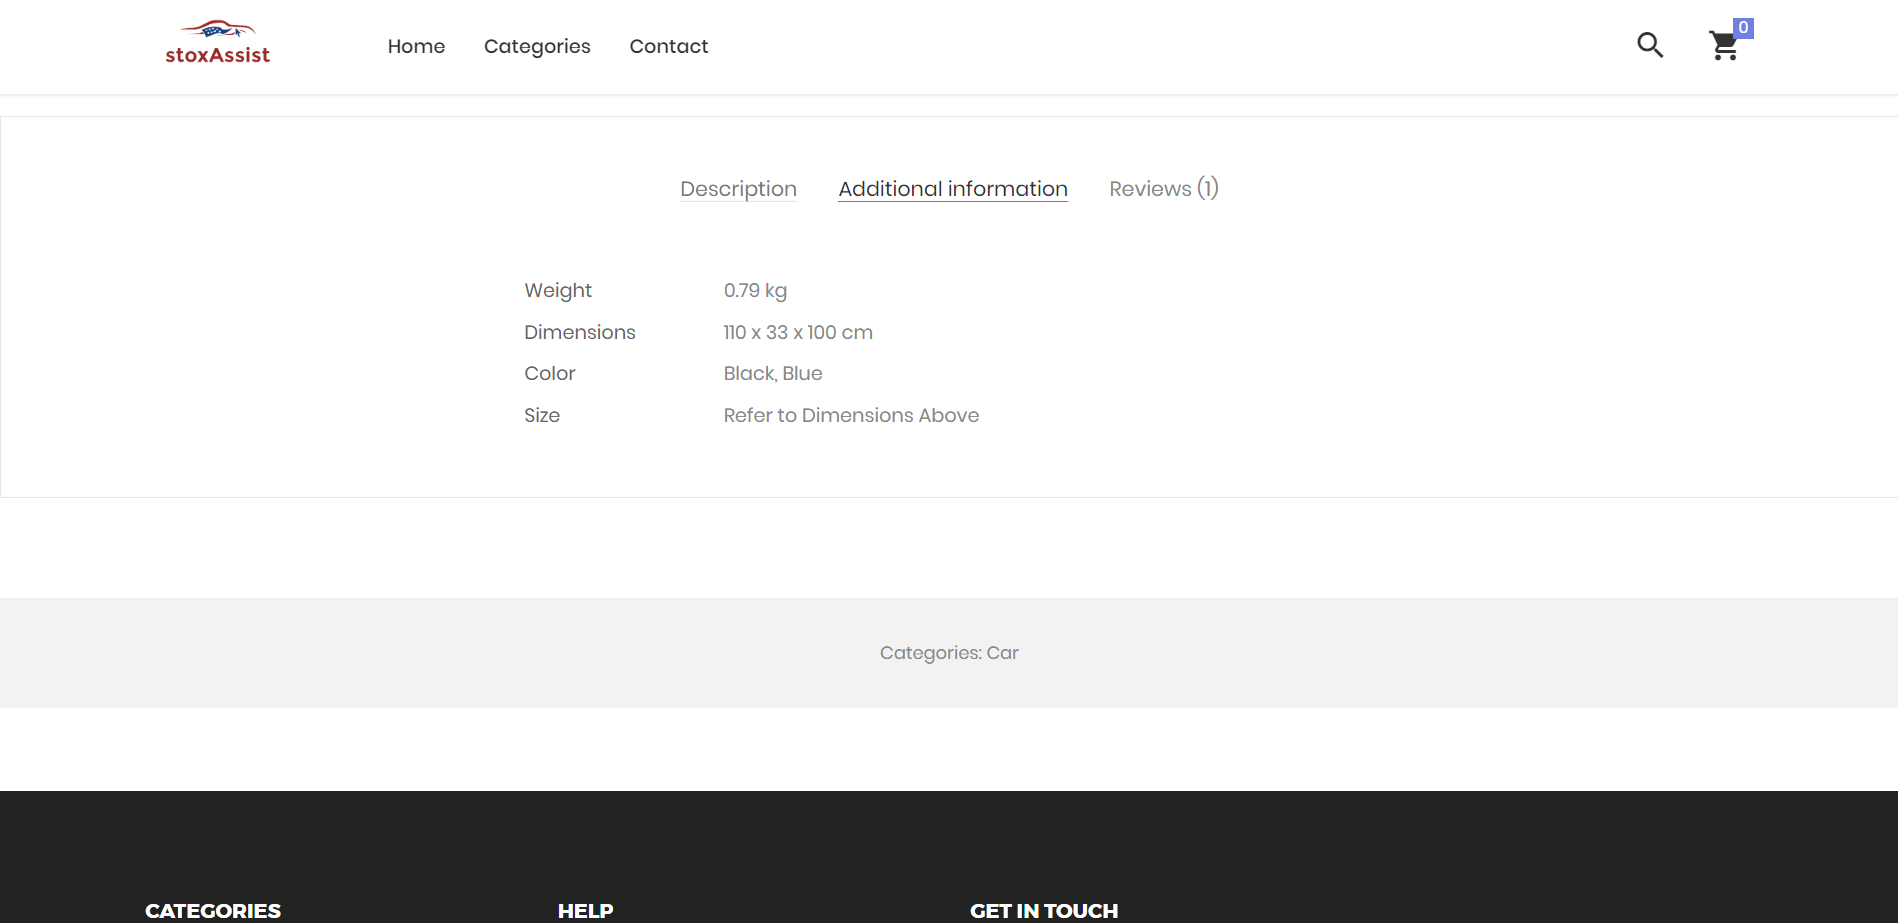 stoxAssist
Home Categories Contact
0
Description Additional information Reviews (1)
Weight 0.79 kg
Dimensions 110 x 33 x 100 cm
Color Black, Blue
Size Refer to Dimensions Above
Categories: Car
CATEGORIES HELP GET IN TOUCH